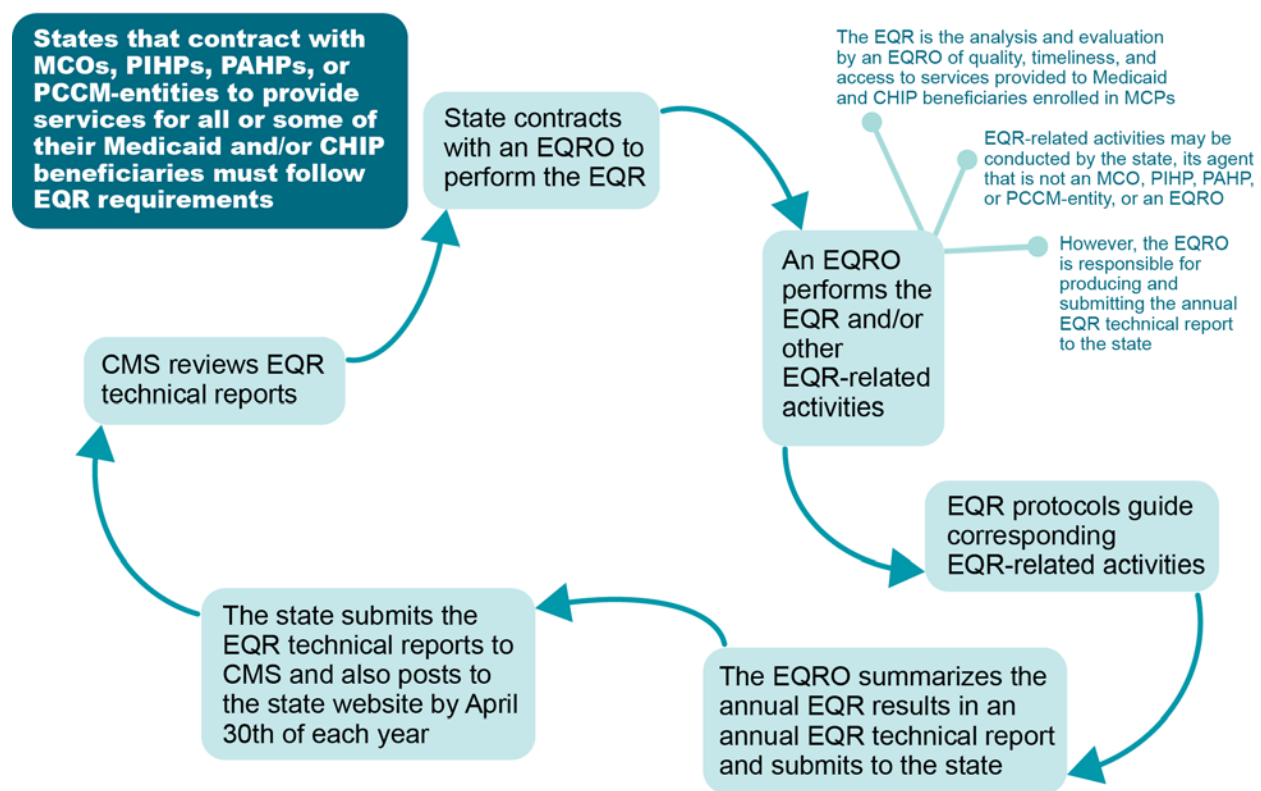 States that contract with
MCOs, PIHPs, PAHPs, or
PCCM-entities to provide
services for all or some of
their Medicaid and/or CHIP
beneficiaries must follow
EQR requirements
State contracts
with an EQRO to
perform the EQR
The EQR is the analysis and evaluation
by an EQRO of quality, timeliness, and
access to services provided to Medicaid
and CHIP beneficiaries enrolled in MCPs
EQR-related activities may be
conducted by the state, its agent
that is not an MCO, PIHP, PAHP,
or PCCM-entity, or an EQRO
However, the EQRO
is responsible for
producing and
submitting the annual
EQR technical report
to the state
An EQRO
performs the
EQR and/or
other
EQR-related
activities
EQR protocols guide
corresponding
EQR-related activities
The EQRO summarizes the
annual EQR results in an
annual EQR technical report
and submits to the state
The state submits the
EQR technical reports to
CMS and also posts to
the state website by April
30th of each year
CMS reviews EQR
technical reports